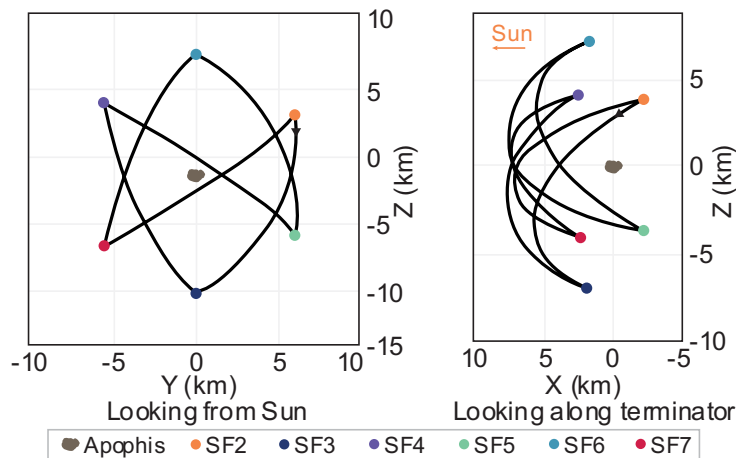 10
5
0
-5
-10
-15
Z (km)
-10
-5
0
5
10
Y (km)
Looking from Sun
Sun
5
0
-5
-10
Z (km)
10
5
0
-5
X (km)
Looking along terminator
Apophis SF2 SF3 SF4 SF5 SF6 SF7